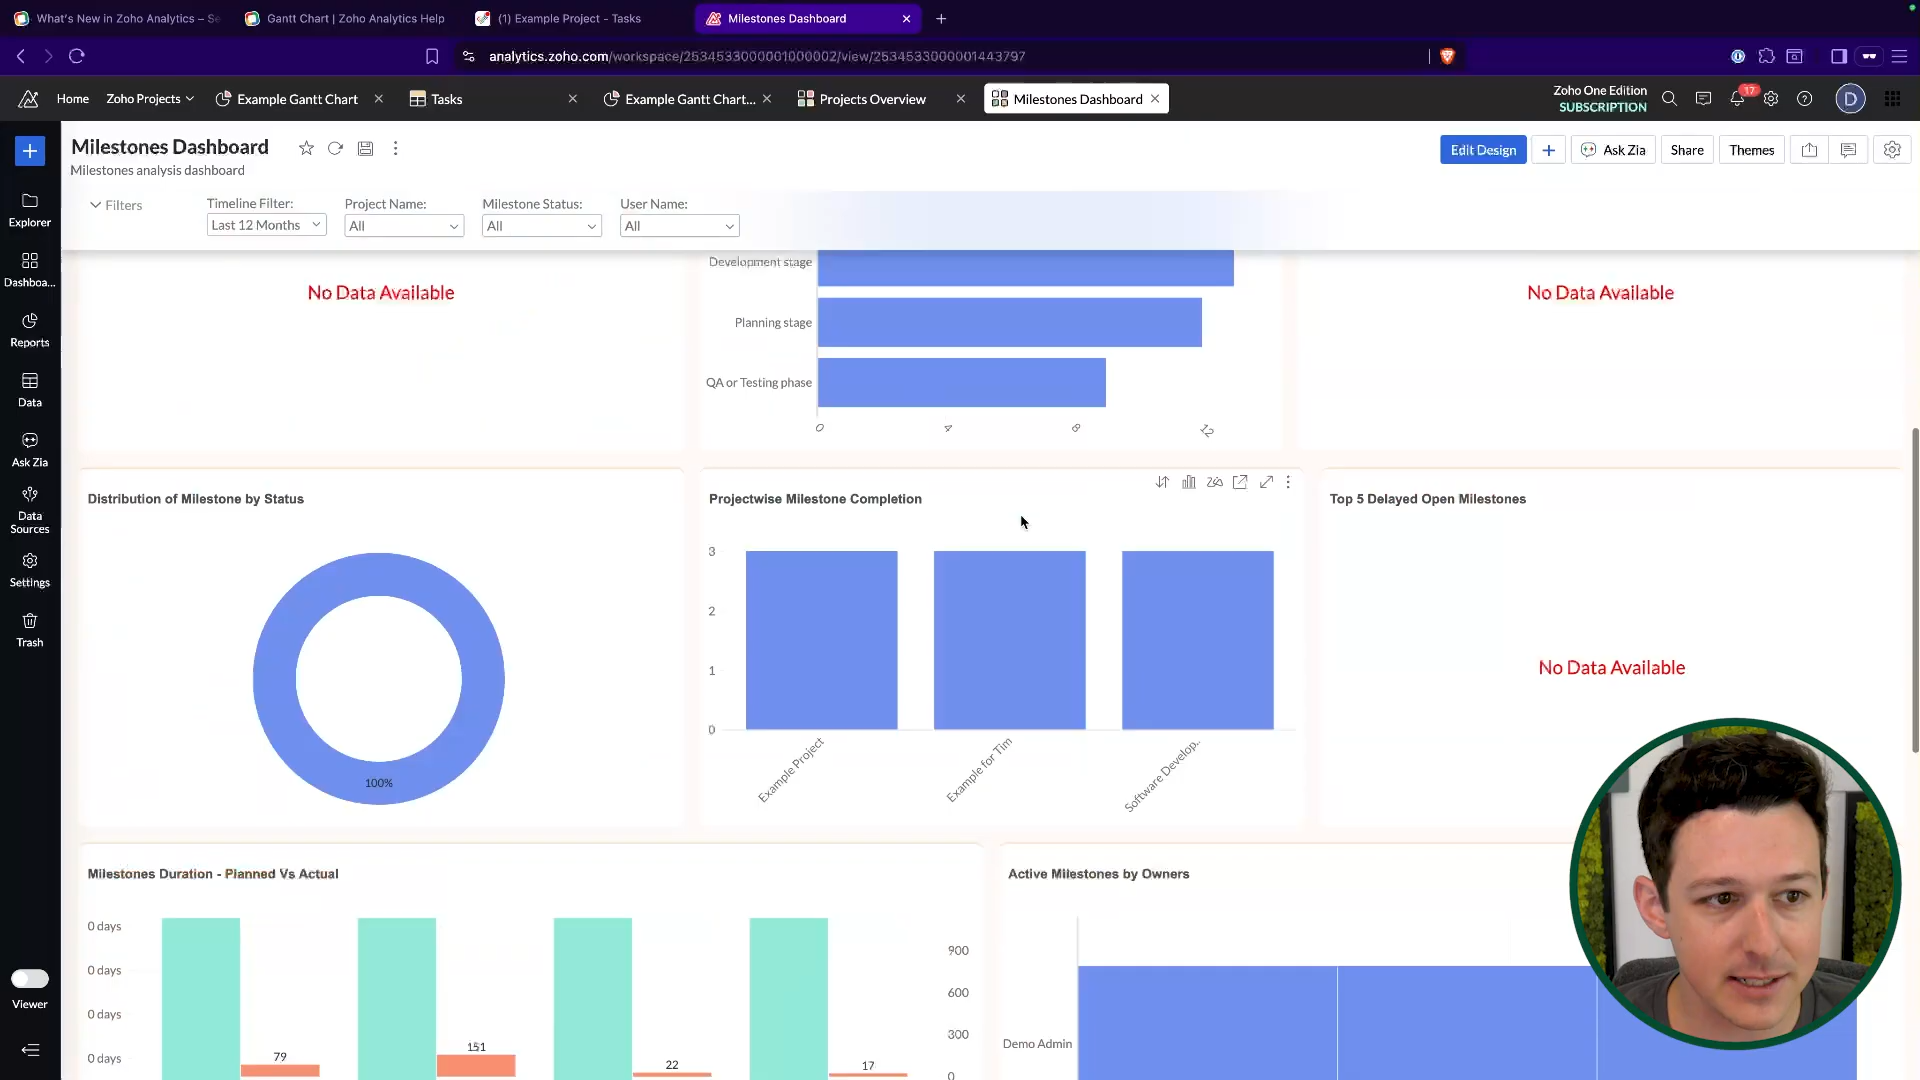 What's New in Zoho Analytics – Se
Gantt Chart | Zoho Analytics Help
(1) Example Project - Tasks
Milestones Dashboard
analytics.zoho.com/workspace/2534533000001000002/view/2534533000001443797
Home
Zoho Projects
Example Gantt Chart
Tasks
Example Gantt Chart...
Projects Overview
Milestones Dashboard
Zoho One Edition
SUBSCRIPTION
17
D
Milestones Dashboard
Milestones analysis dashboard
Edit Design
Ask Zia
Share
Themes
Filters
Timeline Filter:
Last 12 Months
Project Name:
All
Milestone Status:
All
User Name:
All
Explorer
Dashboa...
Reports
Data
Ask Zia
Data
Sources
Settings
Trash
Viewer
No Data Available
Development stage
Planning stage
QA or Testing phase
0
4
8
12
No Data Available
Distribution of Milestone by Status
100%
Projectwise Milestone Completion
3
2
1
0
Example Project
Example for Tim
Software Develop..
Top 5 Delayed Open Milestones
No Data Available
Milestones Duration - Planned Vs Actual
0 days
0 days
0 days
0 days
79
151
22
17
900
600
300
0
Active Milestones by Owners
Demo Admin